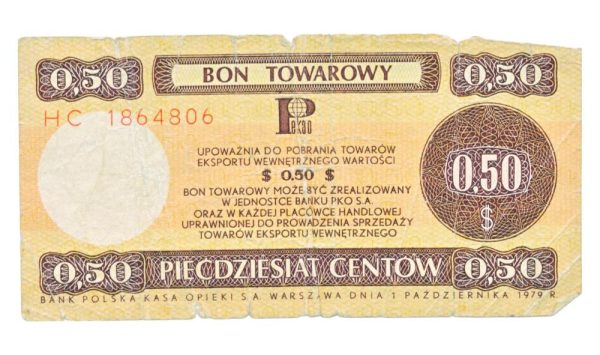 0,50 BON TOWAROWY 0,50
HC 1864806
Pekao
UPOWAŻNIA DO POBRANIA TOWARÓW
EKSPORTU WEWNĘTRZNEGO WARTOŚCI
$ 0.50 $
BON TOWAROWY MOŻE BYĆ ZREALIZOWANY
W JEDNOSTCE BANKU PKO S.A.
ORAZ W KAŻDEJ PLACÓWCE HANDLOWEJ
UPRAWNIONEJ DO PROWADZENIA SPRZEDAŻY
TOWARÓW EKSPORTU WEWNĘTRZNEGO
0,50
$
0,50 PIĘĆDZIESIĄT CENTÓW 0,50
BANK POLSKA KASA OPIEKI S.A. WARSZAWA DNIA 1 PAŹDZIERNIKA 1979 R.